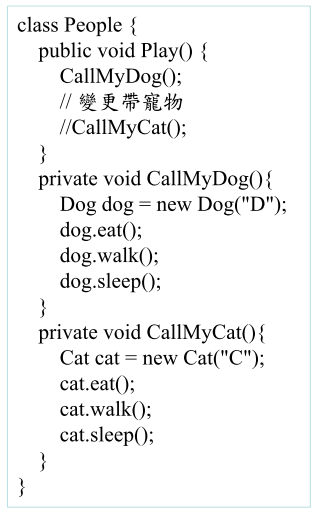 class People {
public void Play() {
CallMyDog();
// 變更帶寵物
//CallMyCat();
}
private void CallMyDog(){
Dog dog = new Dog("D");
dog.eat();
dog.walk();
dog.sleep();
}
private void CallMyCat(){
Cat cat = new Cat("C");
cat.eat();
cat.walk();
cat.sleep();
}
}